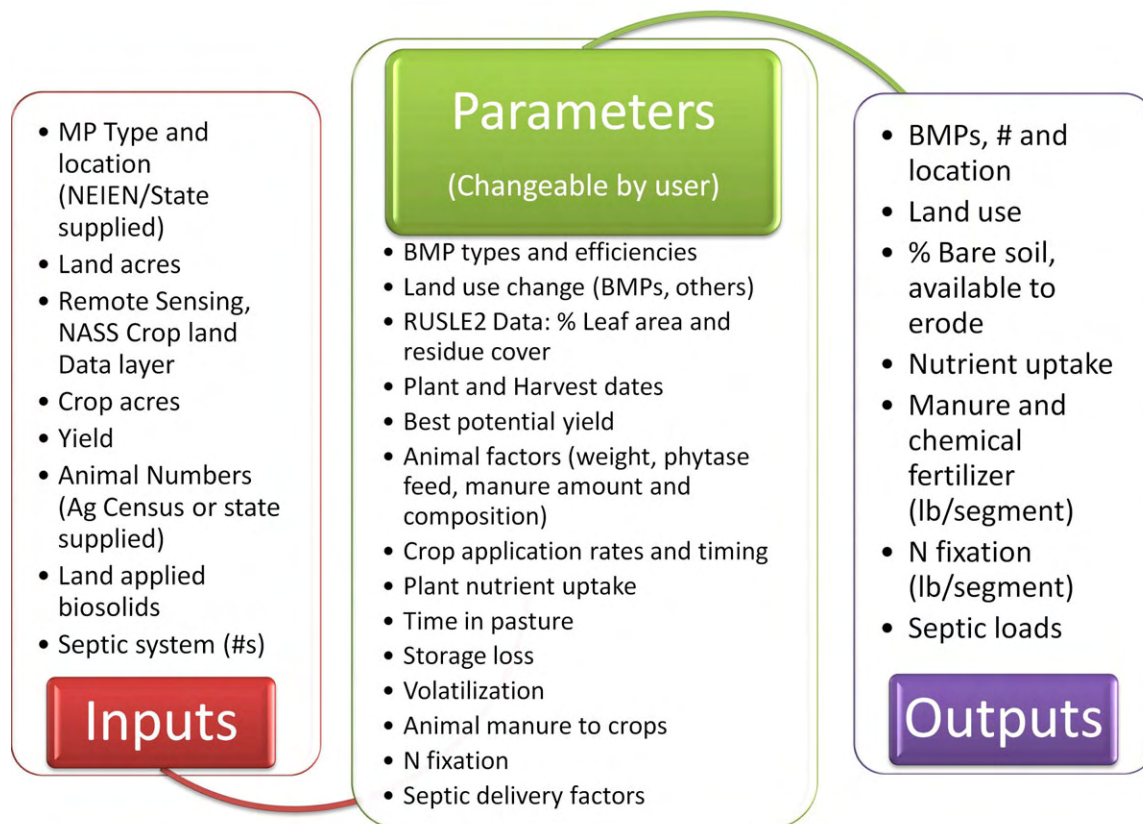 • MP Type and
location
(NEIEN/State
supplied)
• Land acres
• Remote Sensing,
NASS Crop land
Data layer
• Crop acres
• Yield
• Animal Numbers
(Ag Census or state
supplied)
• Land applied
biosolids
• Septic system (#s)
Inputs
Parameters
(Changeable by user)
• BMP types and efficiencies
• Land use change (BMPs, others)
• RUSLE2 Data: % Leaf area and
residue cover
• Plant and Harvest dates
• Best potential yield
• Animal factors (weight, phytase
feed, manure amount and
composition)
• Crop application rates and timing
• Plant nutrient uptake
• Time in pasture
• Storage loss
• Volatilization
• Animal manure to crops
• N fixation
• Septic delivery factors
• BMPs, # and
location
• Land use
• % Bare soil,
available to
erode
• Nutrient uptake
• Manure and
chemical
fertilizer
(lb/segment)
• N fixation
(lb/segment)
• Septic loads
Outputs